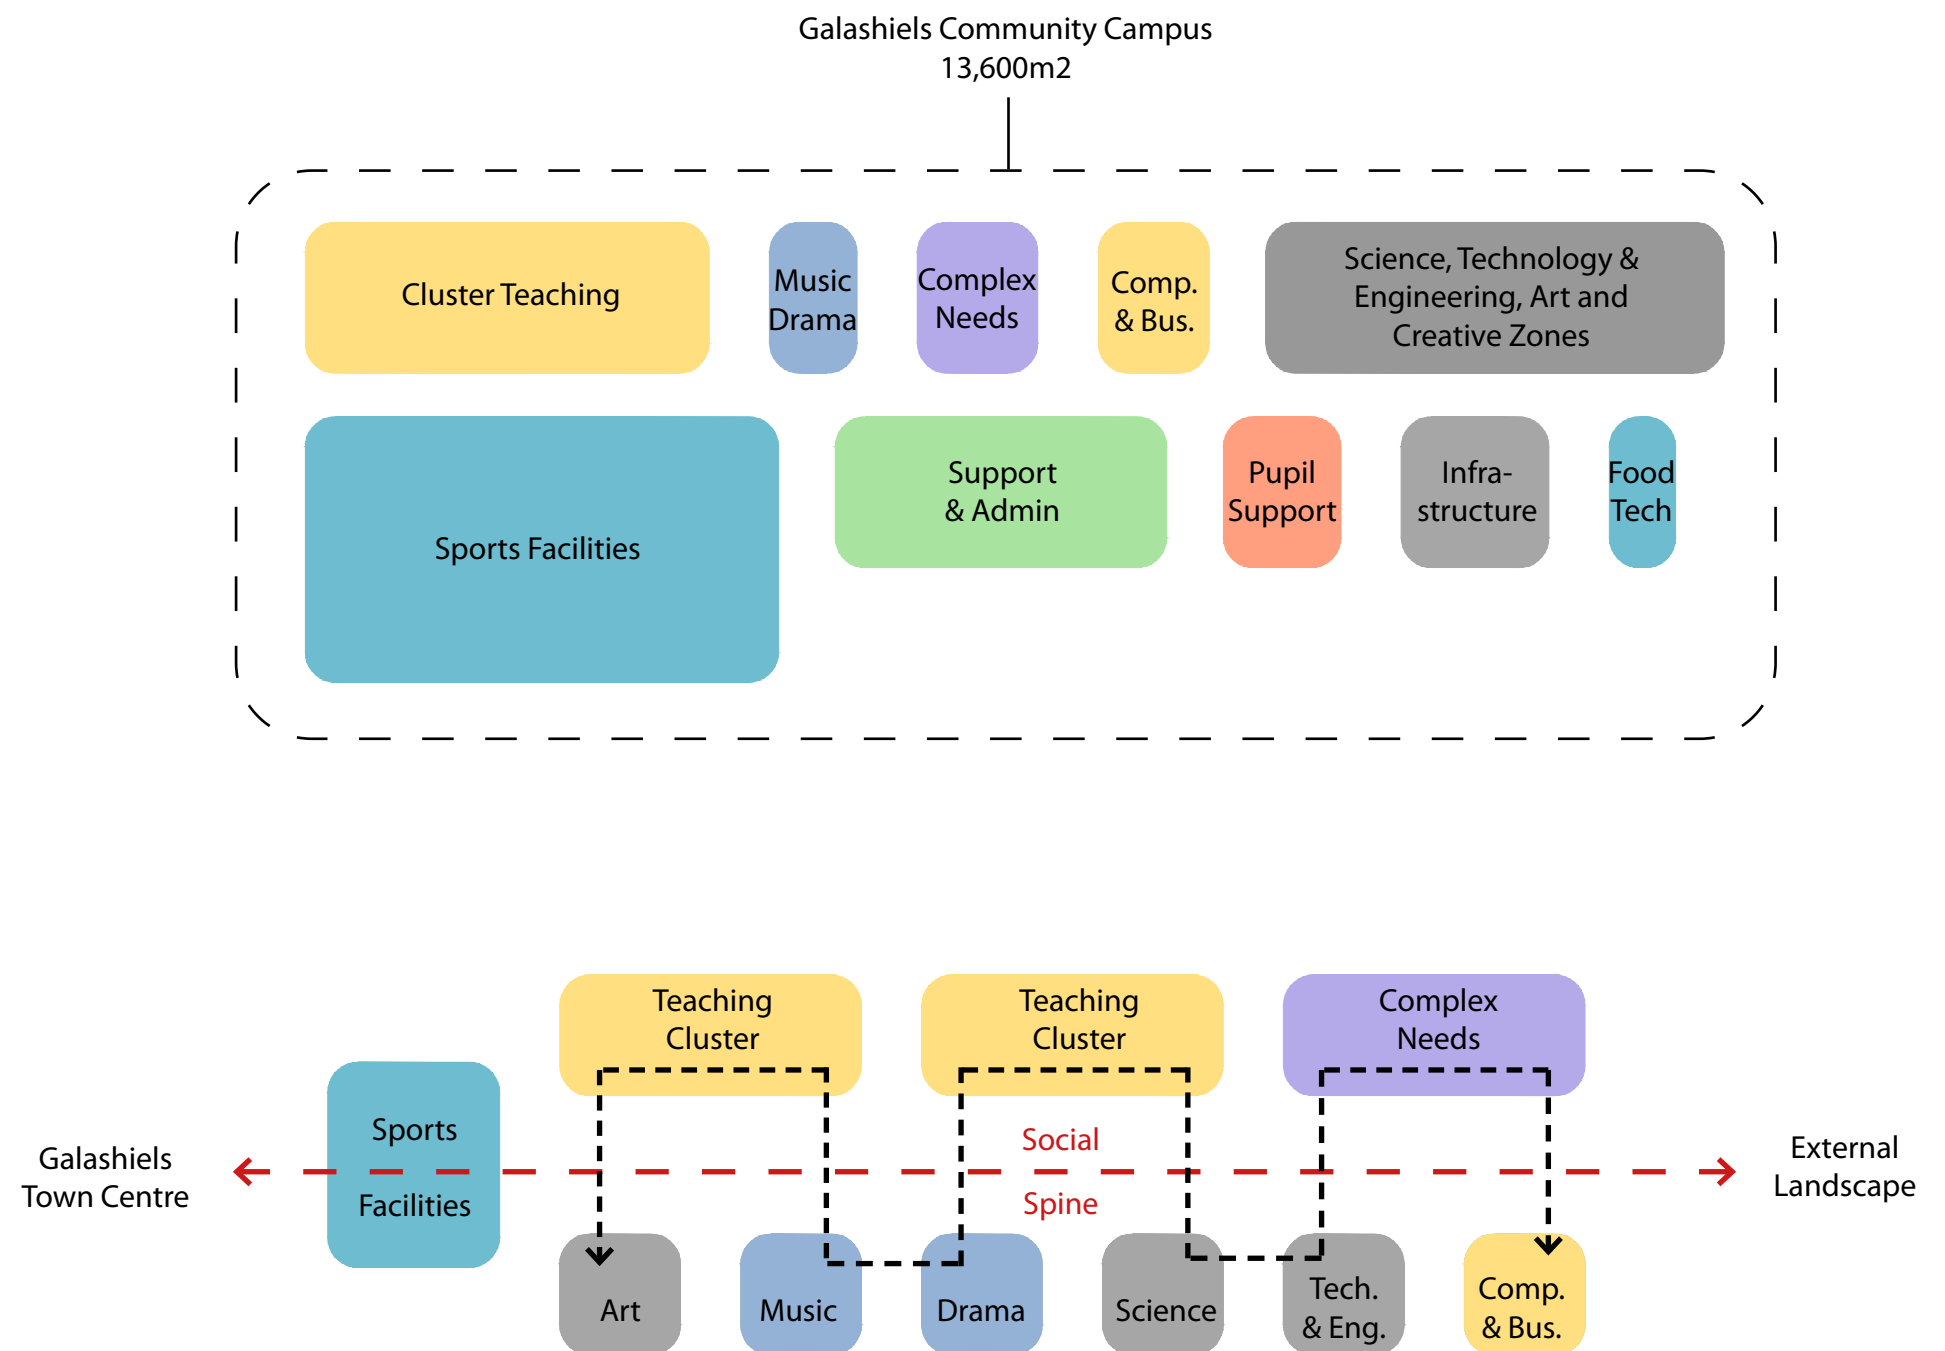 Galashiels Community Campus
13,600m2
Cluster Teaching
Music
Drama
Complex
Needs
Comp.
& Bus.
Science, Technology &
Engineering, Art and
Creative Zones
Sports Facilities
Support
& Admin
Pupil
Support
Infra-
structure
Food
Tech
Teaching
Cluster
Teaching
Cluster
Complex
Needs
Galashiels
Town Centre
Sports
Facilities
Social
Spine
External
Landscape
Art
Music
Drama
Science
Tech.
& Eng.
Comp.
& Bus.